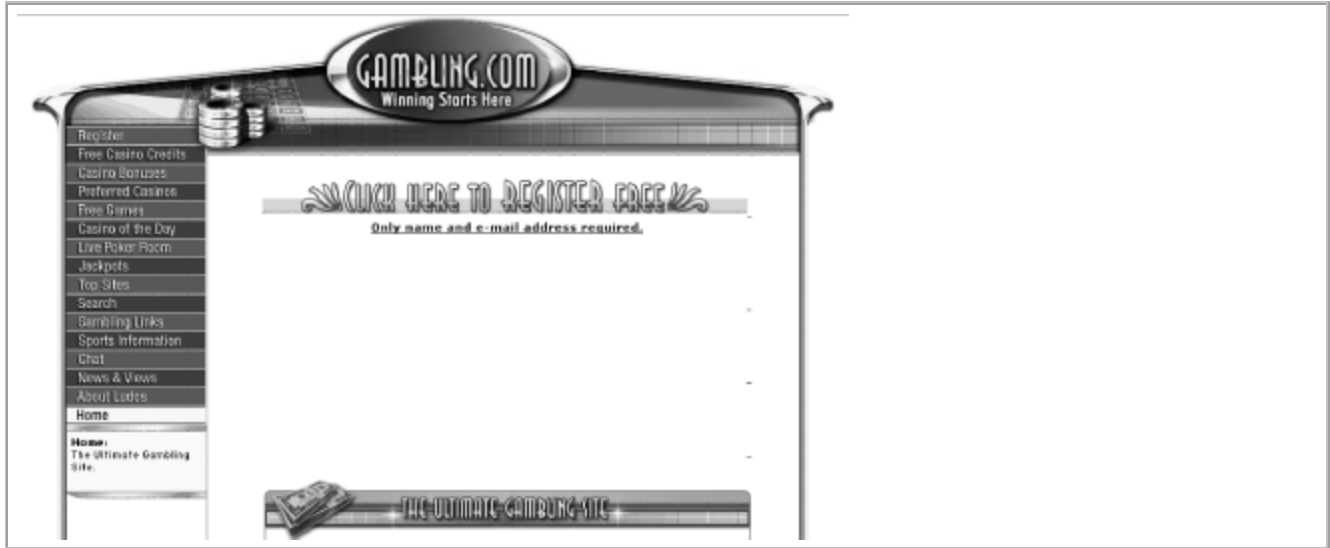 GAMBLING.COM
Winning Starts Here
Register
Free Casino Credits
Casino Bonuses
Preferred Casinos
Free Games
Casino of the Day
Live Poker Room
Jackpots
Top Sites
Search
Gambling Links
Sports Information
Chat
News & Views
About Ludos
Home
Home:
The Ultimate Gambling
Site.
CLICK HERE TO REGISTER FREE
Only name and e-mail address required.
THE ULTIMATE GAMBLING SITE